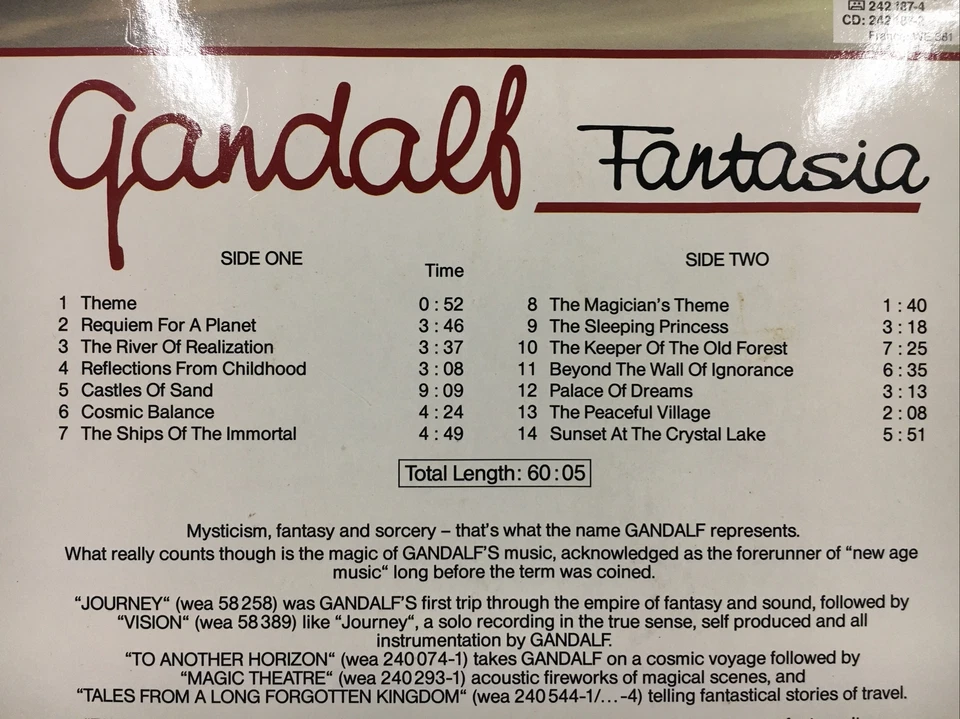 242 187-4
CD: 242 187-2
France: WE 381
Gandalf Fantasia
SIDE ONE
Time
SIDE TWO
1 Theme 0:52
2 Requiem For A Planet 3:46
3 The River Of Realization 3:37
4 Reflections From Childhood 3:08
5 Castles Of Sand 9:09
6 Cosmic Balance 4:24
7 The Ships Of The Immortal 4:49
8 The Magician's Theme 1:40
9 The Sleeping Princess 3:18
10 The Keeper Of The Old Forest 7:25
11 Beyond The Wall Of Ignorance 6:35
12 Palace Of Dreams 3:13
13 The Peaceful Village 2:08
14 Sunset At The Crystal Lake 5:51
Total Length: 60:05
Mysticism, fantasy and sorcery – that's what the name GANDALF represents.
What really counts though is the magic of GANDALF'S music, acknowledged as the forerunner of “new age
music“ long before the term was coined.
“JOURNEY“ (wea 58 258) was GANDALF'S first trip through the empire of fantasy and sound, followed by
“VISION“ (wea 58 389) like “Journey“, a solo recording in the true sense, self produced and all
instrumentation by GANDALF.
“TO ANOTHER HORIZON“ (wea 240 074-1) takes GANDALF on a cosmic voyage followed by
“MAGIC THEATRE“ (wea 240 293-1) acoustic fireworks of magical scenes, and
“TALES FROM A LONG FORGOTTEN KINGDOM“ (wea 240 544-1/...-4) telling fantastical stories of travel.